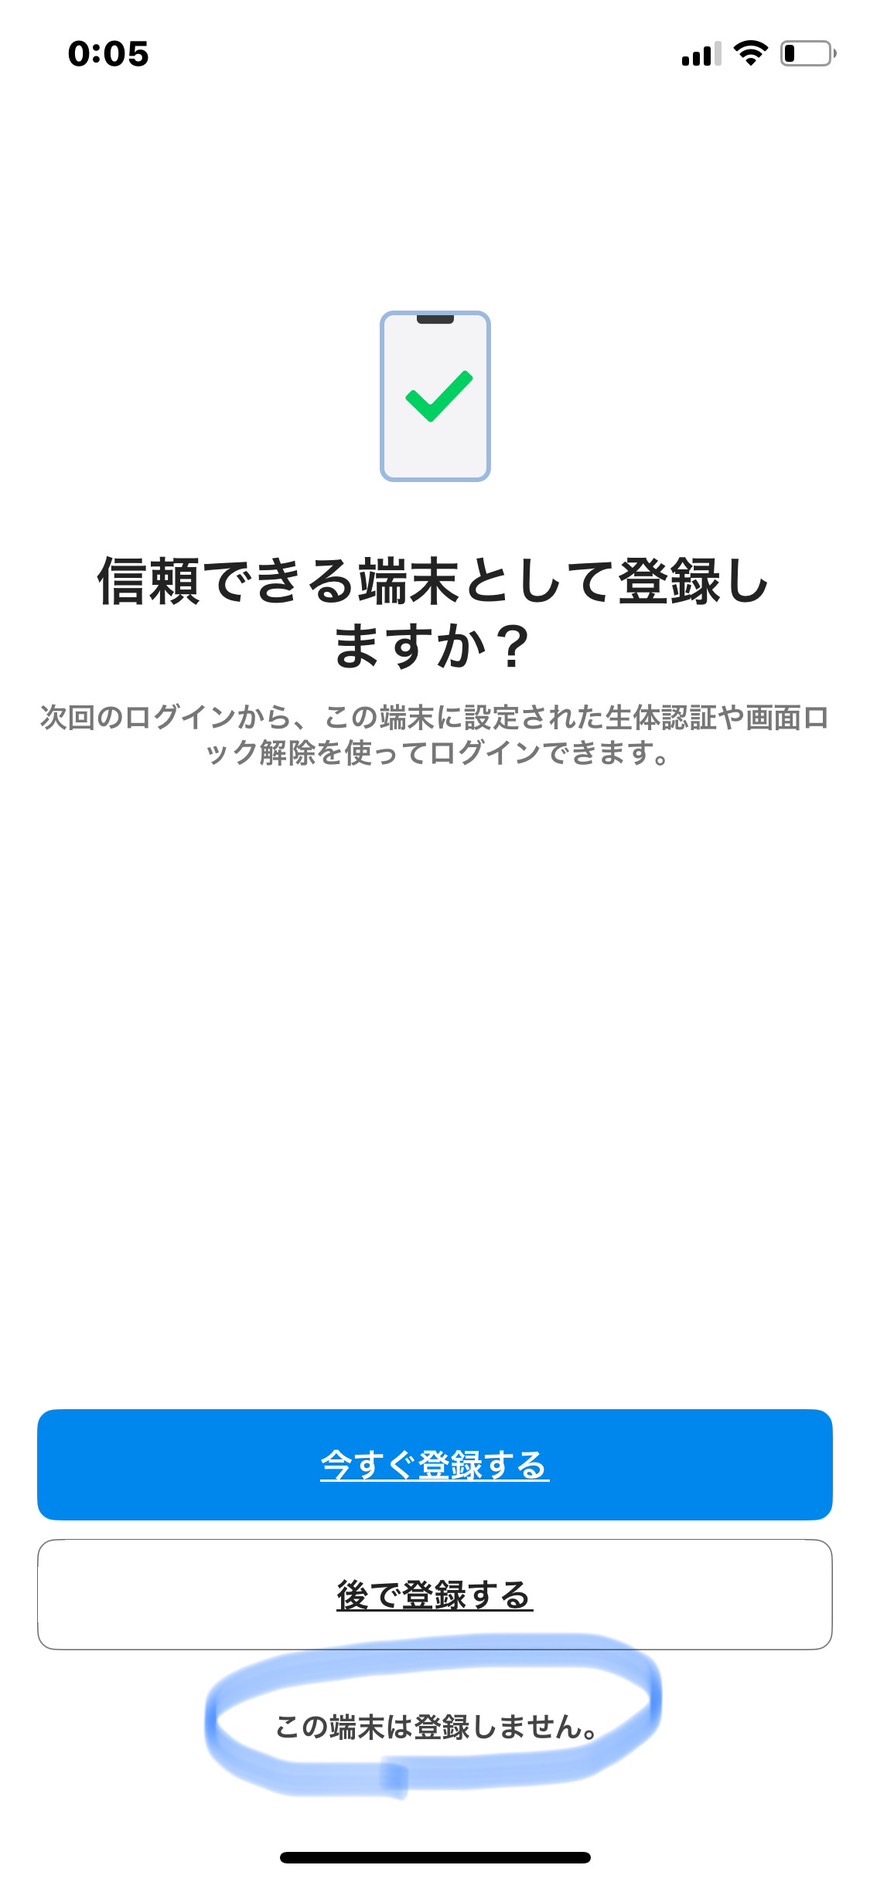 0:05
信頼できる端末として登録し
ますか？
次回のログインから、この端末に設定された生体認証や画面ロ
ック解除を使ってログインできます。
今すぐ登録する
後で登録する
この端末は登録しません。